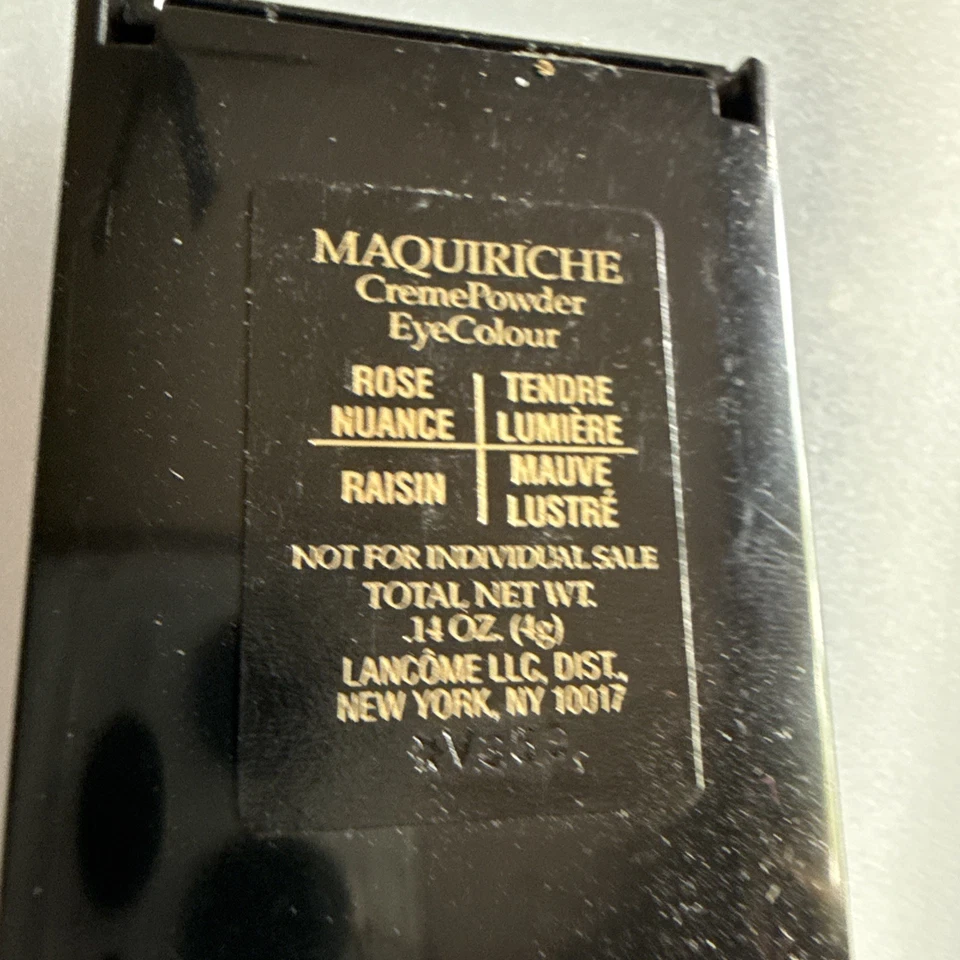 MAQUIRICHE
CremePowder
EyeColour
ROSE NUANCE
TENDRE LUMIÈRE
RAISIN
MAUVE LUSTRÉ
NOT FOR INDIVIDUAL SALE
TOTAL NET WT.
.14 OZ. (4g)
LANCÔME LLC, DIST.,
NEW YORK, NY 10017